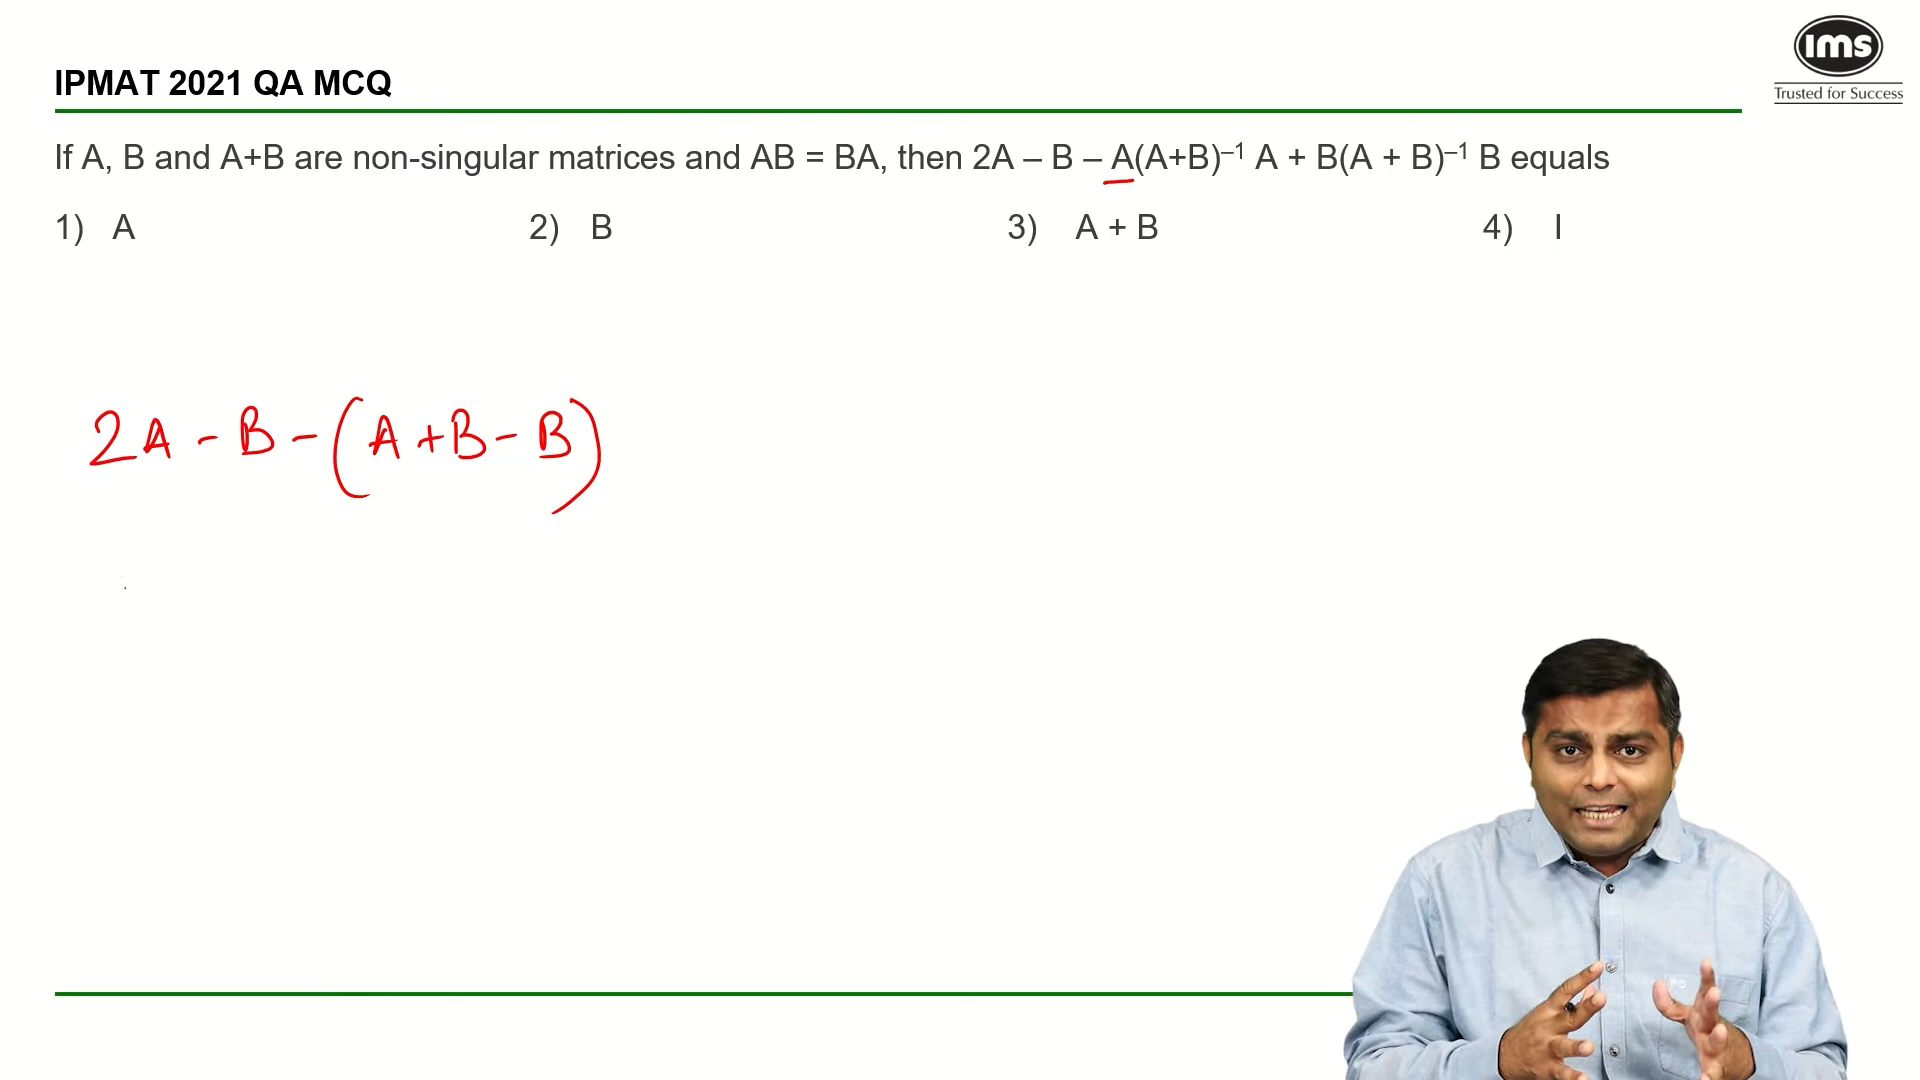 ims
Trusted for Success
IPMAT 2021 QA MCQ
If A, B and A+B are non-singular matrices and AB = BA, then 2A – B – A(A+B)⁻¹ A + B(A + B)⁻¹ B equals
1) A 2) B 3) A + B 4) I
2A - B - (A + B - B)